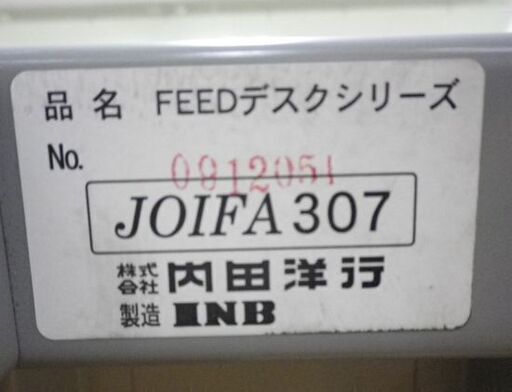 品名 FEEDデスクシリーズ
No. 0912051
JOIFA 307
株式会社 内田洋行
製造 INB